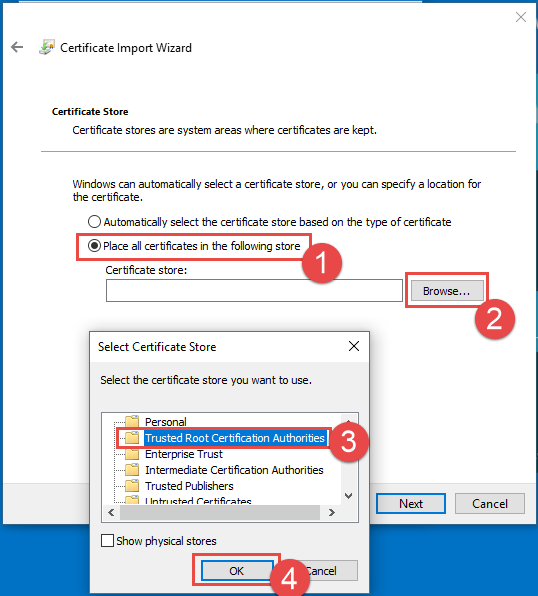 Certificate Import Wizard
Certificate Store
Certificate stores are system areas where certificates are kept.
Windows can automatically select a certificate store, or you can specify a location for
the certificate.
Automatically select the certificate store based on the type of certificate
Place all certificates in the following store
1
Certificate store:
Browse...
2
Select Certificate Store
Select the certificate store you want to use.
Personal
Trusted Root Certification Authorities
3
Enterprise Trust
Intermediate Certification Authorities
Trusted Publishers
Untrusted Certificates
Show physical stores
OK
4
Cancel
Next
Cancel